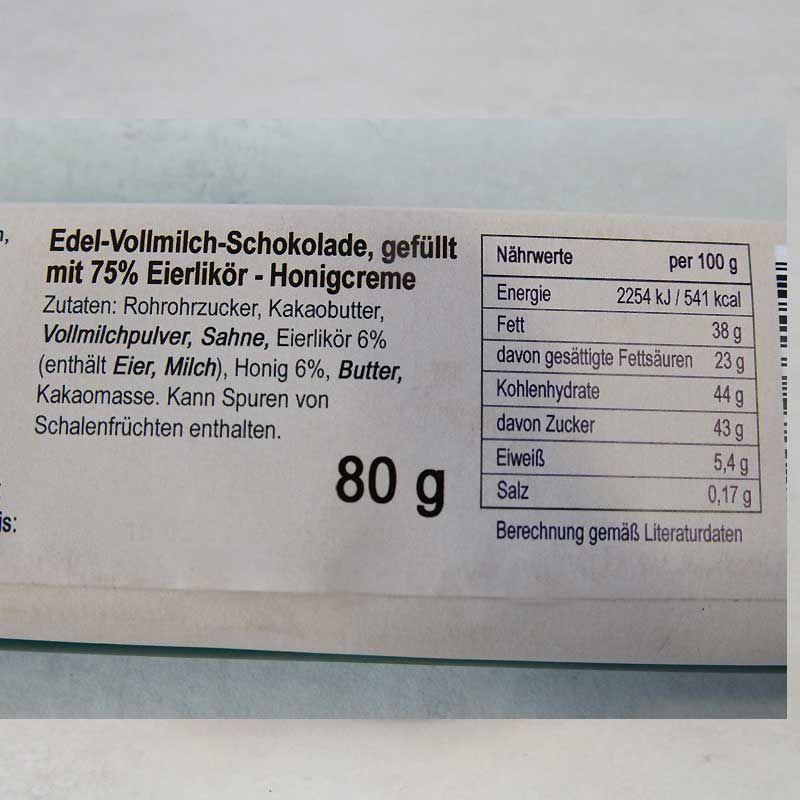 Edel-Vollmilch-Schokolade, gefüllt
mit 75% Eierlikör - Honigcreme
Zutaten: Rohrohrzucker, Kakaobutter,
Vollmilchpulver, Sahne, Eierlikör 6%
(enthält Eier, Milch), Honig 6%, Butter,
Kakaomasse. Kann Spuren von
Schalenfrüchten enthalten.
80 g
is:
Nährwerte per 100 g
Energie 2254 kJ / 541 kcal
Fett 38 g
davon gesättigte Fettsäuren 23 g
Kohlenhydrate 44 g
davon Zucker 43 g
Eiweiß 5,4 g
Salz 0,17 g
Berechnung gemäß Literaturdaten